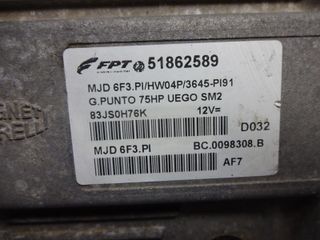 FPT 51862589
MJD 6F3.PI/HW04P/3645-PI91
G.PUNTO 75HP UEGO SM2
83JS0H76K 12V=
D032
MJD 6F3.PI BC.0098308.B
AF7